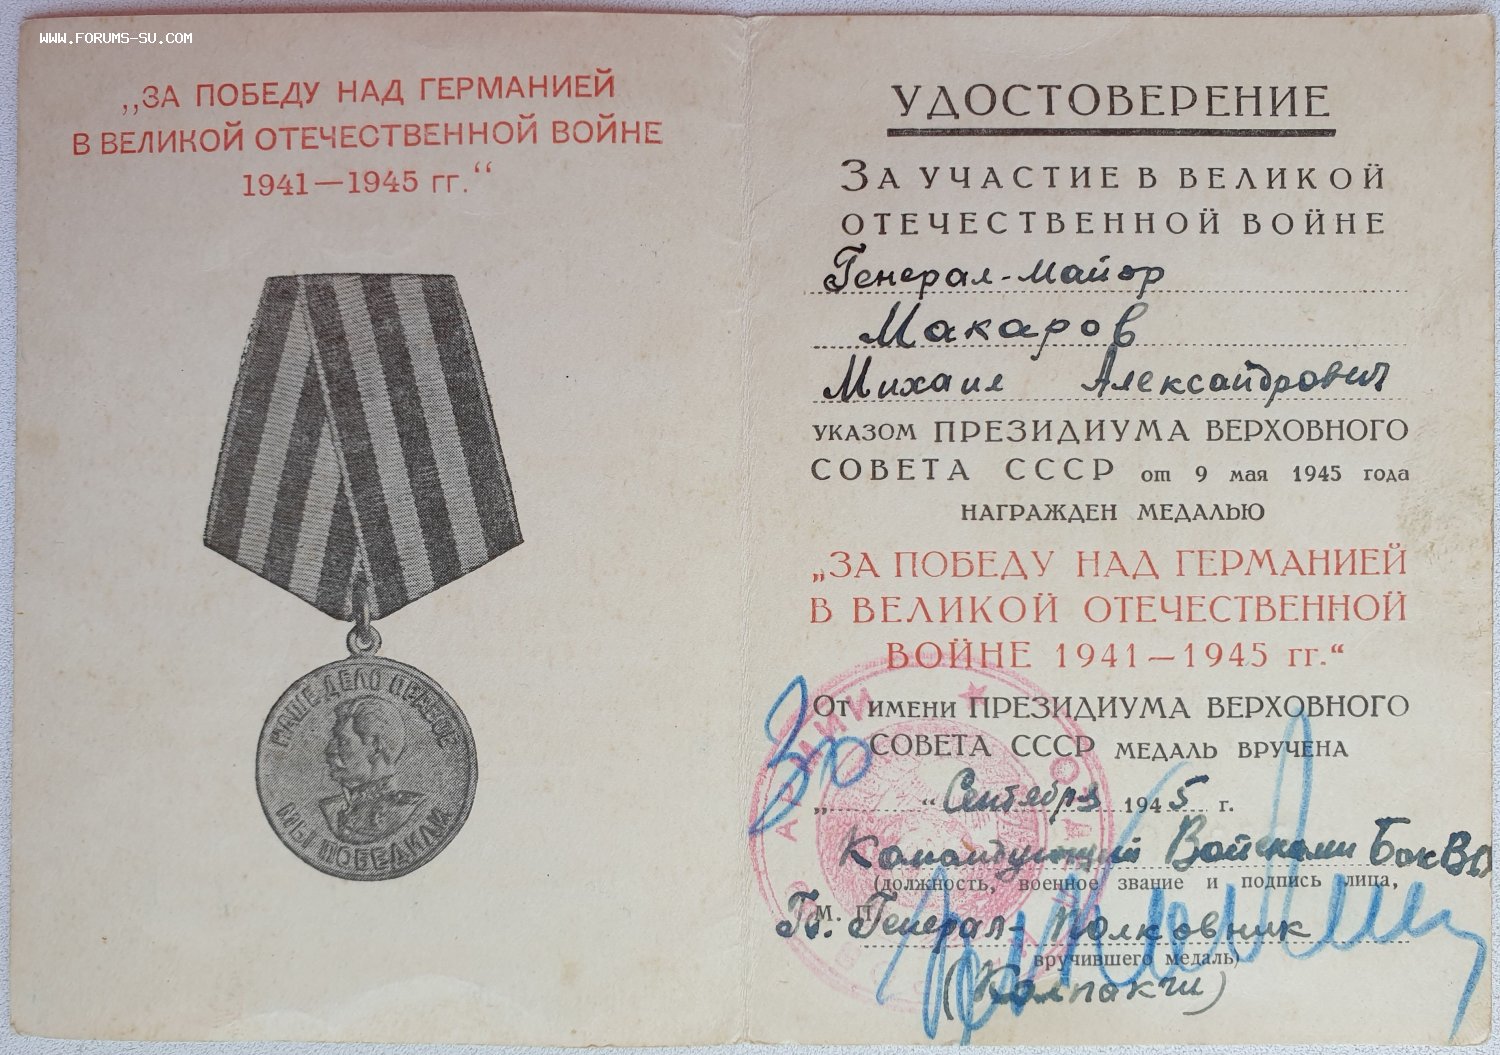 WWW.FORUMS-SU.COM
,,ЗА ПОБЕДУ НАД ГЕРМАНИЕЙ
В ВЕЛИКОЙ ОТЕЧЕСТВЕННОЙ ВОЙНЕ
1941—1945 гг.“
НАШЕ ДЕЛО ПРАВОЕ
МЫ ПОБЕДИЛИ
УДОСТОВЕРЕНИЕ
ЗА УЧАСТИЕ В ВЕЛИКОЙ
ОТЕЧЕСТВЕННОЙ ВОЙНЕ
Генерал-Майор
Макаров
Михаил Александрович
УКАЗОМ ПРЕЗИДИУМА ВЕРХОВНОГО
СОВЕТА СССР от 9 мая 1945 года
НАГРАЖДЕН МЕДАЛЬЮ
„ЗА ПОБЕДУ НАД ГЕРМАНИЕЙ
В ВЕЛИКОЙ ОТЕЧЕСТВЕННОЙ
ВОЙНЕ 1941—1945 гг.“
От имени ПРЕЗИДИУМА ВЕРХОВНОГО
СОВЕТА СССР МЕДАЛЬ ВРУЧЕНА
„30“ Сентября 1945 г.
Командующий Войсками БакВО
(должность, военное звание и подпись лица,
М. П. Гв. Генерал-Полковник
вручившего медаль)
(Колпакчи)